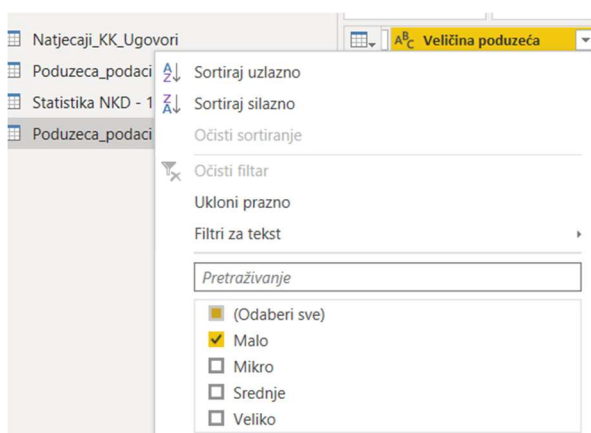 Natjecaji_KK_Ugovori
ABC Veličina poduzeća
Poduzeca_podaci
Sortiraj uzlazno
Statistika NKD - 1
Sortiraj silazno
Poduzeca_podaci
Očisti sortiranje
Očisti filtar
Ukloni prazno
Filtri za tekst
Pretraživanje
(Odaberi sve)
Malo
Mikro
Srednje
Veliko